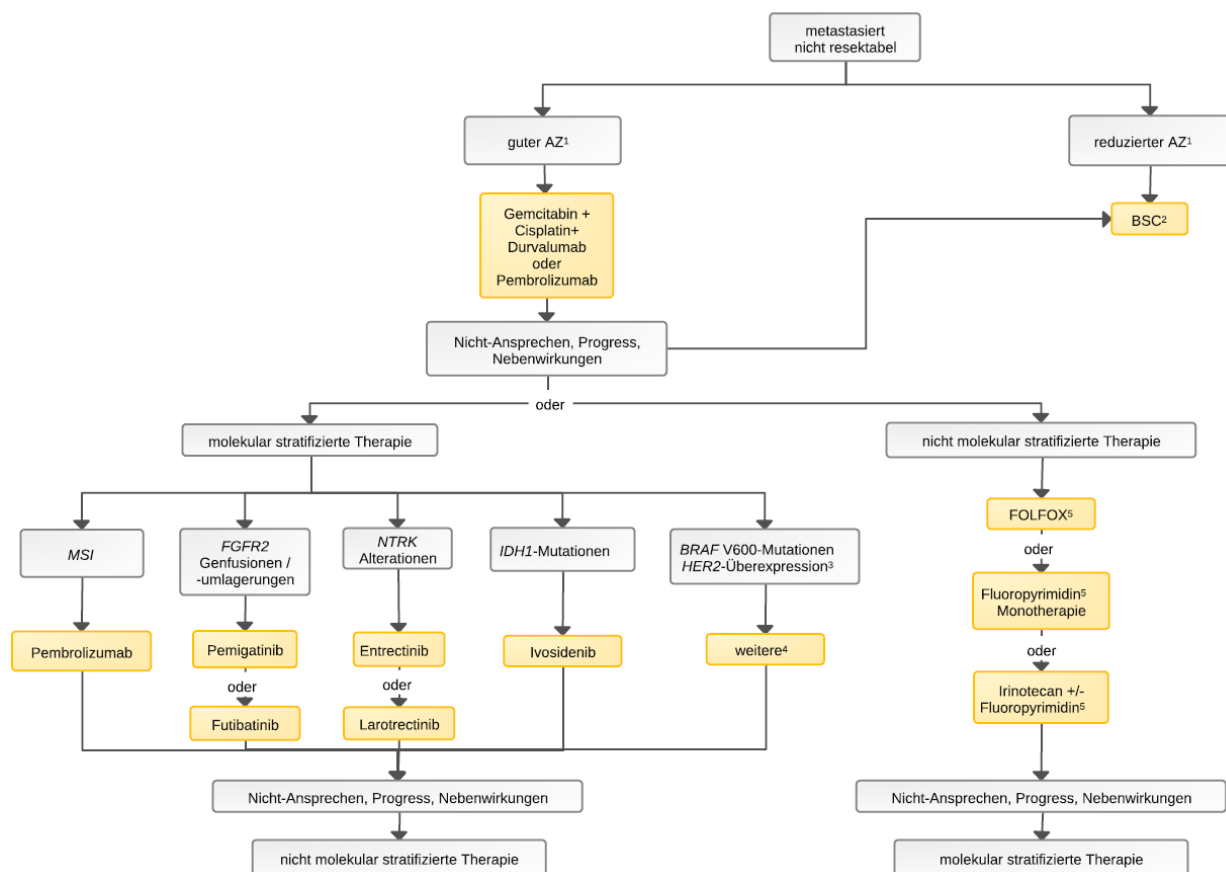 metastasiert
nicht resektabel
guter AZ¹
reduzierter AZ¹
Gemcitabin +
Cisplatin+
Durvalumab
oder
Pembrolizumab
BSC²
Nicht-Ansprechen, Progress,
Nebenwirkungen
oder
molekular stratifizierte Therapie
nicht molekular stratifizierte Therapie
MSI
FGFR2
Genfusionen /
-umlagerungen
NTRK
Alterationen
IDH1-Mutationen
BRAF V600-Mutationen
HER2-Überexpression³
FOLFOX⁵
oder
Fluoropyrimidin⁵
Monotherapie
oder
Irinotecan +/-
Fluoropyrimidin⁵
Pembrolizumab
Pemigatinib
oder
Futibatinib
Entrectinib
oder
Larotrectinib
Ivosidenib
weitere⁴
Nicht-Ansprechen, Progress, Nebenwirkungen
Nicht-Ansprechen, Progress, Nebenwirkungen
nicht molekular stratifizierte Therapie
molekular stratifizierte Therapie